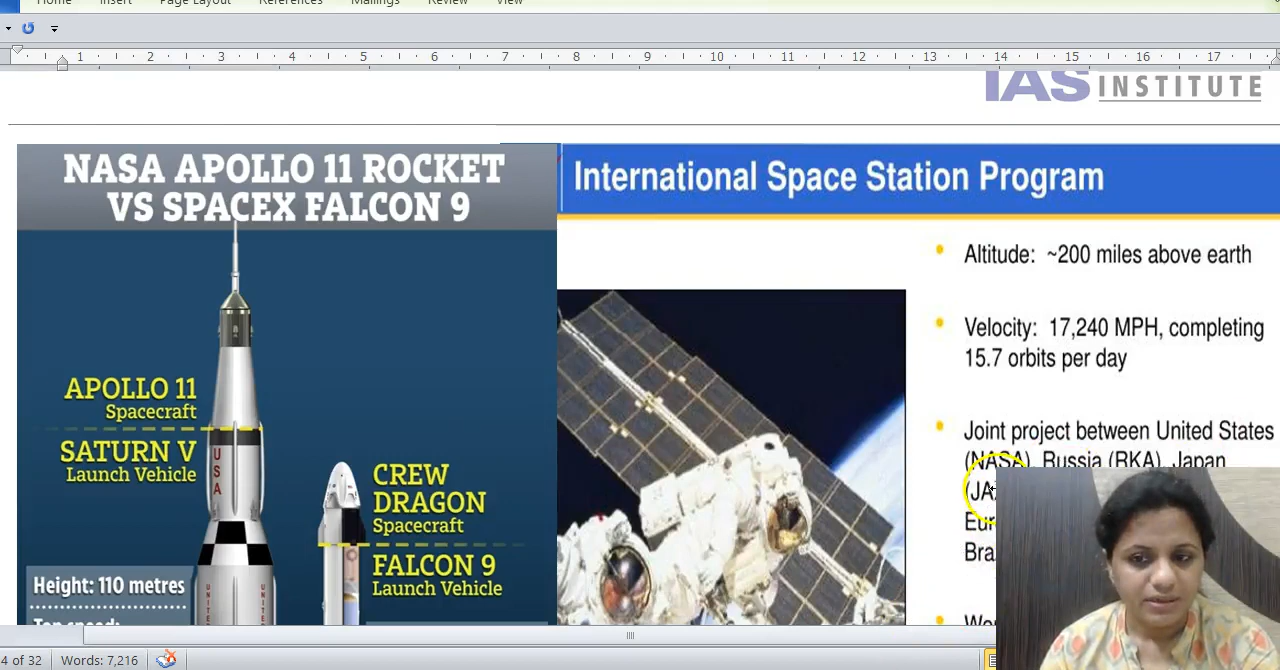 Home Insert Page Layout References Mailings Review View
1 2 3 4 5 6 7 8 9 10 11 12 13 14 15 16 17
IAS INSTITUTE
NASA APOLLO 11 ROCKET
VS SPACEX FALCON 9
APOLLO 11
Spacecraft
SATURN V
Launch Vehicle
USA
CREW
DRAGON
Spacecraft
FALCON 9
Launch Vehicle
Height: 110 metres
Top speed:
International Space Station Program
Altitude: ~200 miles above earth
Velocity: 17,240 MPH, completing
15.7 orbits per day
Joint project between United States
(NASA), Russia (RKA), Japan
4 of 32 Words: 7,216